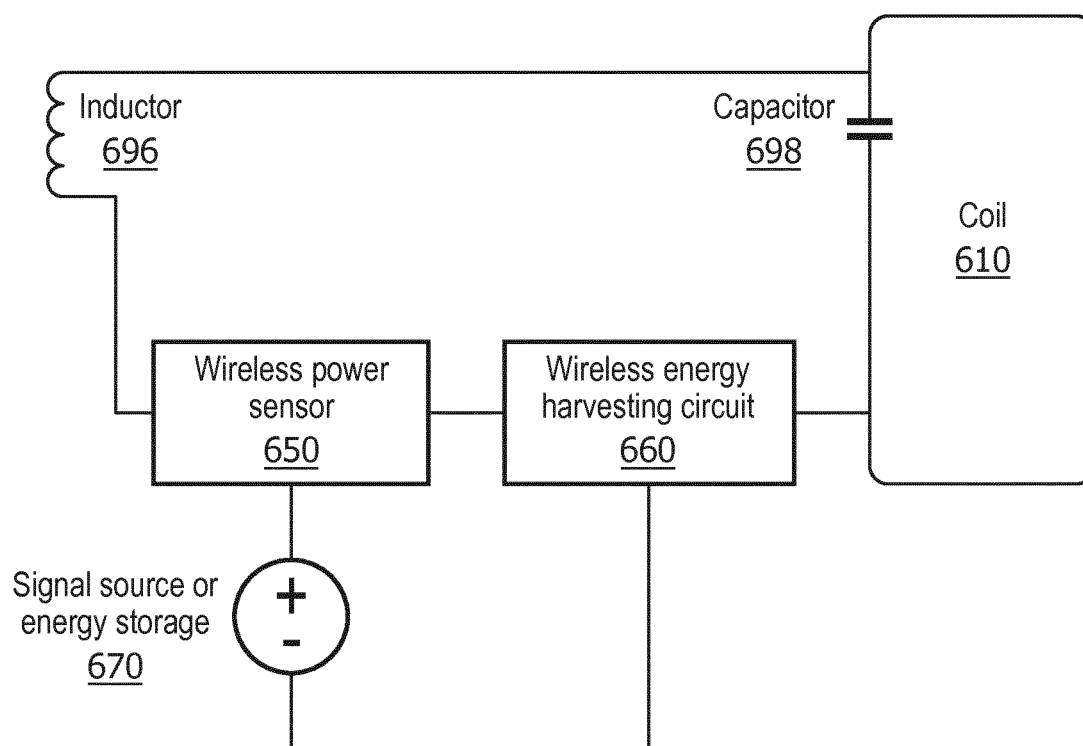 Inductor
696
Capacitor
698
Coil
610
Wireless power
sensor
650
Wireless energy
harvesting circuit
660
Signal source or
energy storage
670
+
-